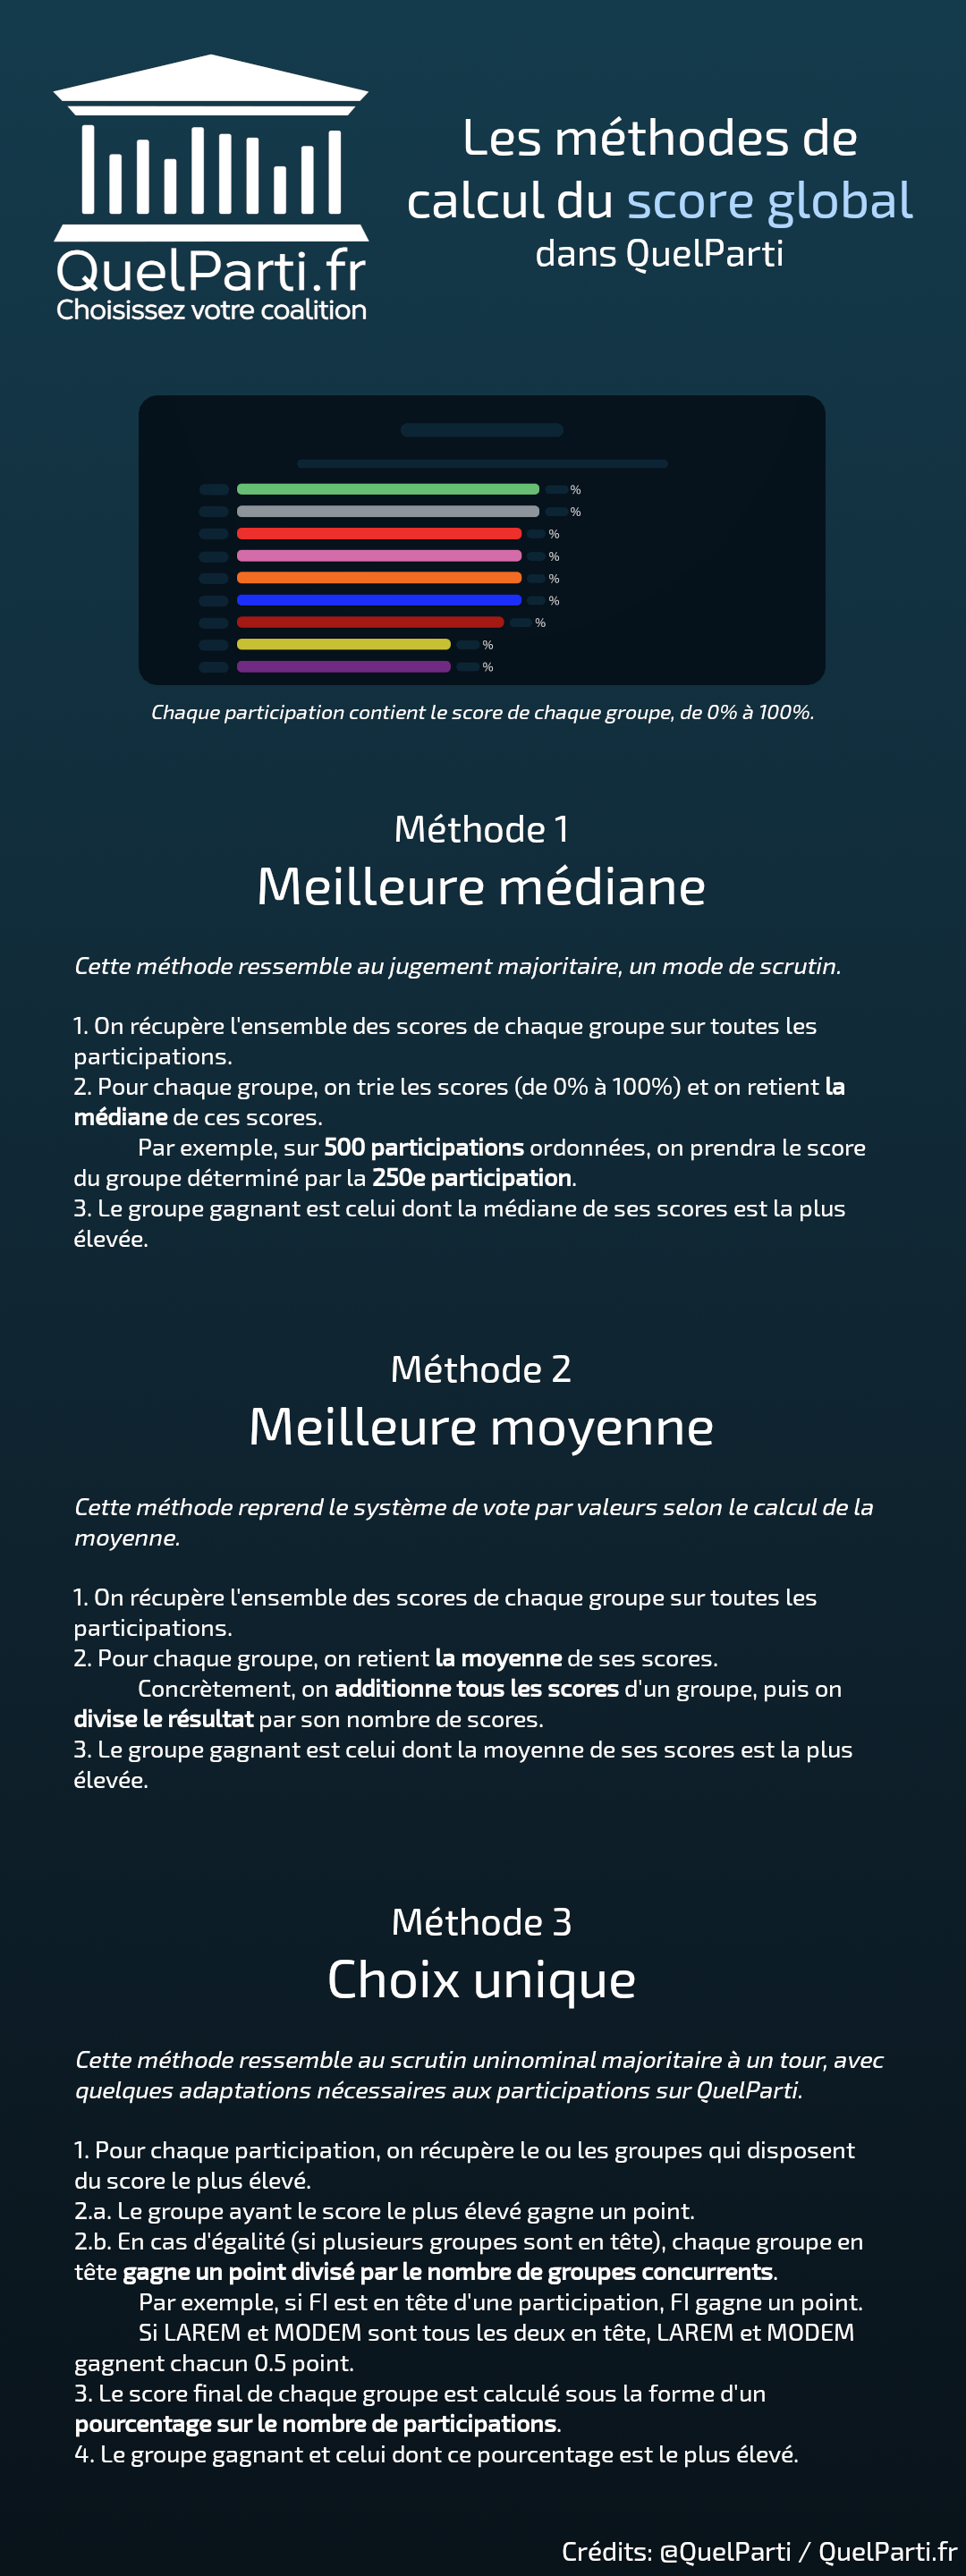 QuelParti.fr
Choisissez votre coalition
Les méthodes de
calcul du score global
dans QuelParti
%
%
%
%
%
%
%
%
%
Chaque participation contient le score de chaque groupe, de 0% à 100%.
Méthode 1
Meilleure médiane
Cette méthode ressemble au jugement majoritaire, un mode de scrutin.
1. On récupère l'ensemble des scores de chaque groupe sur toutes les
participations.
2. Pour chaque groupe, on trie les scores (de 0% à 100%) et on retient la
médiane de ces scores.
Par exemple, sur 500 participations ordonnées, on prendra le score
du groupe déterminé par la 250e participation.
3. Le groupe gagnant est celui dont la médiane de ses scores est la plus
élevée.
Méthode 2
Meilleure moyenne
Cette méthode reprend le système de vote par valeurs selon le calcul de la
moyenne.
1. On récupère l'ensemble des scores de chaque groupe sur toutes les
participations.
2. Pour chaque groupe, on retient la moyenne de ses scores.
Concrètement, on additionne tous les scores d'un groupe, puis on
divise le résultat par son nombre de scores.
3. Le groupe gagnant est celui dont la moyenne de ses scores est la plus
élevée.
Méthode 3
Choix unique
Cette méthode ressemble au scrutin uninominal majoritaire à un tour, avec
quelques adaptations nécessaires aux participations sur QuelParti.
1. Pour chaque participation, on récupère le ou les groupes qui disposent
du score le plus élevé.
2.a. Le groupe ayant le score le plus élevé gagne un point.
2.b. En cas d'égalité (si plusieurs groupes sont en tête), chaque groupe en
tête gagne un point divisé par le nombre de groupes concurrents.
Par exemple, si FI est en tête d'une participation, FI gagne un point.
Si LAREM et MODEM sont tous les deux en tête, LAREM et MODEM
gagnent chacun 0.5 point.
3. Le score final de chaque groupe est calculé sous la forme d'un
pourcentage sur le nombre de participations.
4. Le groupe gagnant et celui dont ce pourcentage est le plus élevé.
Crédits: @QuelParti / QuelParti.fr